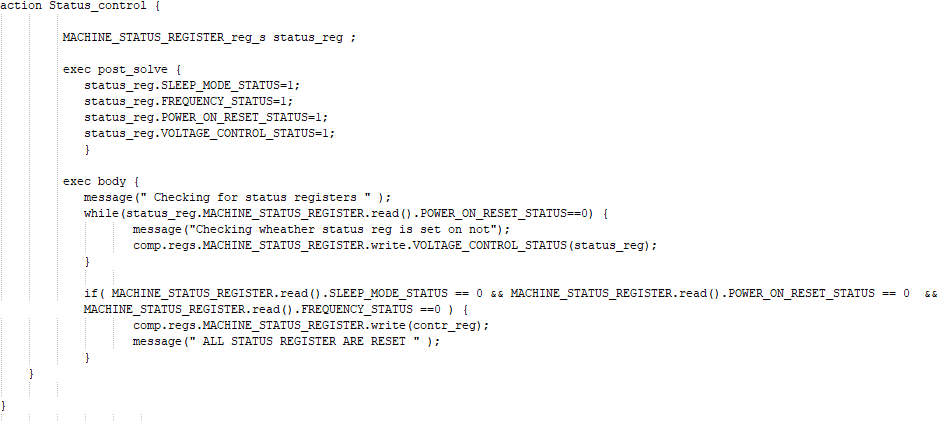 action Status_control {
MACHINE_STATUS_REGISTER_reg_s status_reg ;
exec post_solve {
status_reg.SLEEP_MODE_STATUS=1;
status_reg.FREQUENCY_STATUS=1;
status_reg.POWER_ON_RESET_STATUS=1;
status_reg.VOLTAGE_CONTROL_STATUS=1;
}
exec body {
message(" Checking for status registers " );
while(status_reg.MACHINE_STATUS_REGISTER.read().POWER_ON_RESET_STATUS==0) {
message("Checking wheather status reg is set on not");
comp.regs.MACHINE_STATUS_REGISTER.write.VOLTAGE_CONTROL_STATUS(status_reg);
}
if( MACHINE_STATUS_REGISTER.read().SLEEP_MODE_STATUS == 0 && MACHINE_STATUS_REGISTER.read().POWER_ON_RESET_STATUS == 0 &&
MACHINE_STATUS_REGISTER.read().FREQUENCY_STATUS ==0 ) {
comp.regs.MACHINE_STATUS_REGISTER.write(contr_reg);
message(" ALL STATUS REGISTER ARE RESET " );
}
}
}